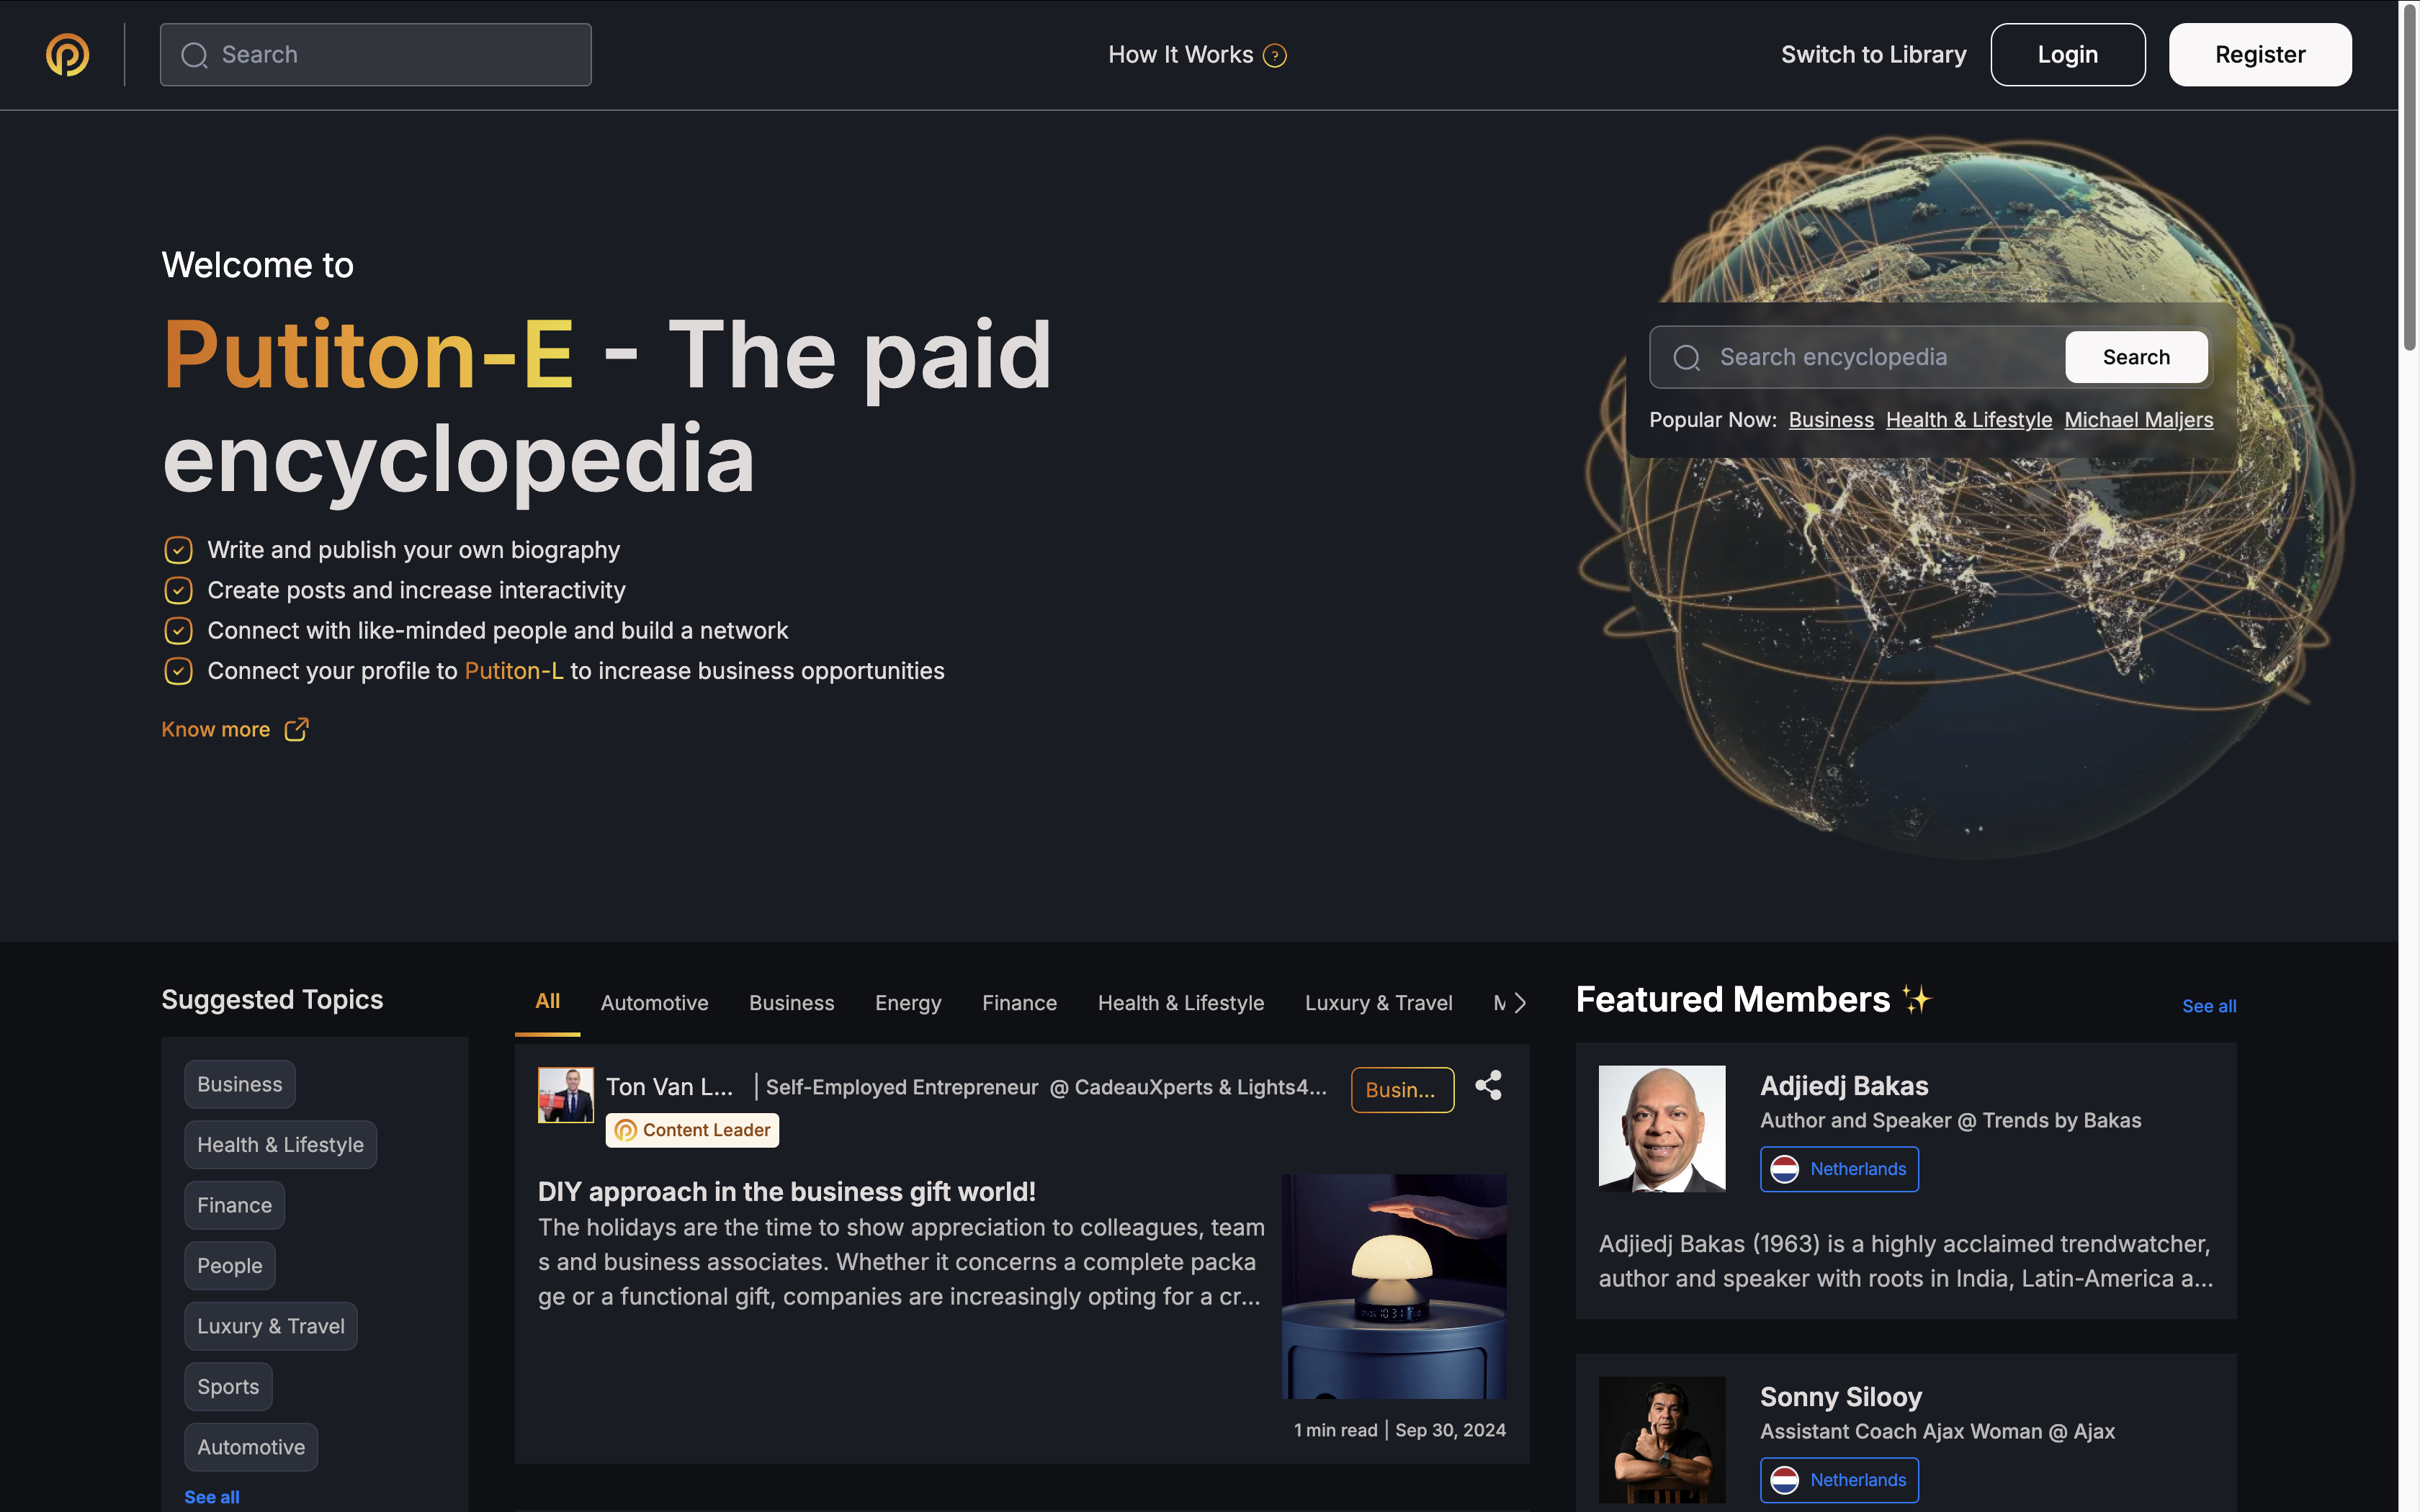 Search
How It Works ?
Switch to Library
Login
Register
Welcome to
Putiton-E - The paid
encyclopedia
Write and publish your own biography
Create posts and increase interactivity
Connect with like-minded people and build a network
Connect your profile to Putiton-L to increase business opportunities
Know more
Search encyclopedia
Search
Popular Now: Business Health & Lifestyle Michael Maljers
Suggested Topics
Business
Health & Lifestyle
Finance
People
Luxury & Travel
Sports
Automotive
See all
All Automotive Business Energy Finance Health & Lifestyle Luxury & Travel
Ton Van L... | Self-Employed Entrepreneur @ CadeauXperts & Lights4...
Busin...
Content Leader
DIY approach in the business gift world!
The holidays are the time to show appreciation to colleagues, team
s and business associates. Whether it concerns a complete packa
ge or a functional gift, companies are increasingly opting for a cr...
1 min read | Sep 30, 2024
Featured Members ✨
See all
Adjiedj Bakas
Author and Speaker @ Trends by Bakas
Netherlands
Adjiedj Bakas (1963) is a highly acclaimed trendwatcher,
author and speaker with roots in India, Latin-America a...
Sonny Silooy
Assistant Coach Ajax Woman @ Ajax
Netherlands